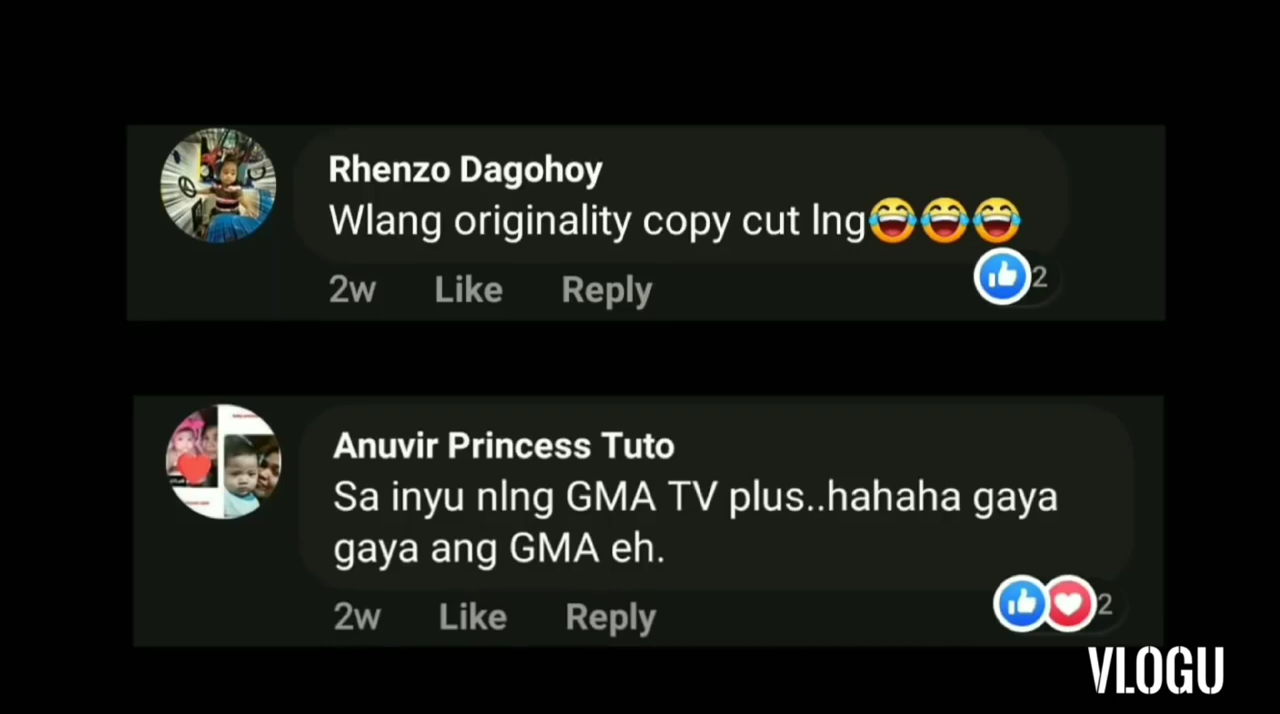 Rhenzo Dagohoy
Wlang originality copy cut lng😂😂😂
2w Like Reply 2
Anuvir Princess Tuto
Sa inyu nlng GMA TV plus..hahaha gaya
gaya ang GMA eh.
2w Like Reply 2
VLOGU